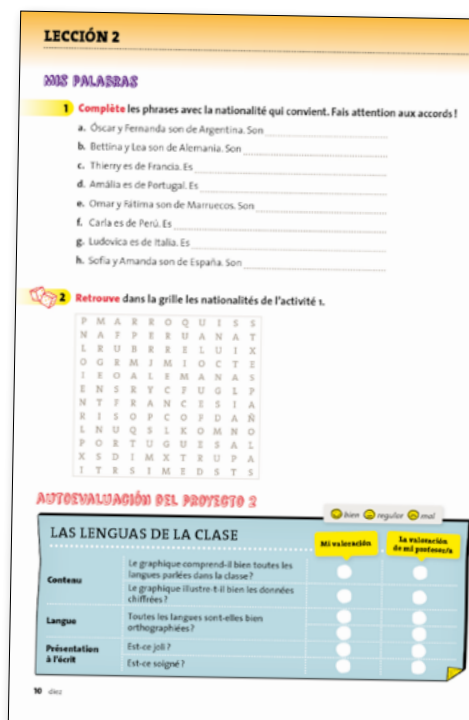 LECCIÓN 2
MIS PALABRAS
1 Complète les phrases avec la nationalité qui convient. Fais attention aux accords !
a. Óscar y Fernanda son de Argentina. Son
b. Bettina y Lea son de Alemania. Son
c. Thierry es de Francia. Es
d. Amália es de Portugal. Es
e. Omar y Fátima son de Marruecos. Son
f. Carla es de Perú. Es
g. Ludovica es de Italia. Es
h. Sofía y Amanda son de España. Son
2 Retrouve dans la grille les nationalités de l'activité 1.
P M A R R O Q U I S S
N A F P E R U A N A T
L R U B R R E L U I X
O G R M J M I O C T E
I E O A L E M A N A S
E N S R Y C F U G L P
N T F R A N C E S I A
R I S O P C O F D A Ñ
L N U Q S L K O M N O
P O R T U G U E S A L
X S D I M X T R U P A
I T R S I M E D S T S
AUTOEVALUACIÓN DEL PROYECTO 2
bien regular mal
LAS LENGUAS DE LA CLASE
Mi valoración
La valoración
de mi profesor/a
Contenu
Le graphique comprend-il bien toutes les
langues parlées dans la classe ?
Le graphique illustre-t-il bien les données
chiffrées ?
Langue
Toutes les langues sont-elles bien
orthographiées ?
Présentation
à l'écrit
Est-ce joli ?
Est-ce soigné ?
10 diez